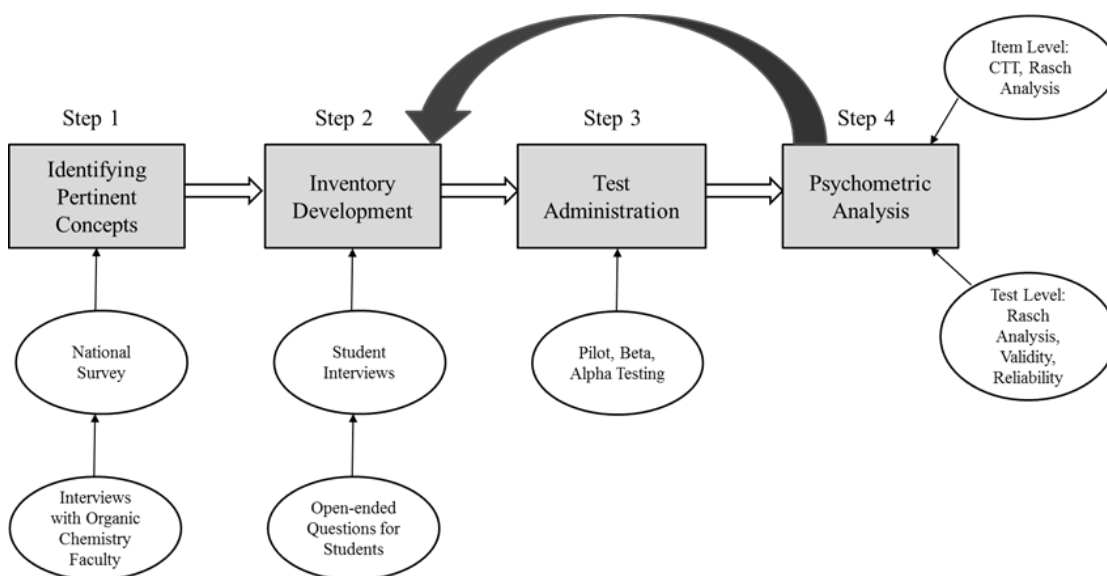 Step 1
Identifying
Pertinent
Concepts
National
Survey
Interviews
with Organic
Chemistry
Faculty
Step 2
Inventory
Development
Student
Interviews
Open-ended
Questions for
Students
Step 3
Test
Administration
Pilot, Beta,
Alpha Testing
Step 4
Psychometric
Analysis
Item Level:
CTT, Rasch
Analysis
Test Level:
Rasch
Analysis,
Validity,
Reliability